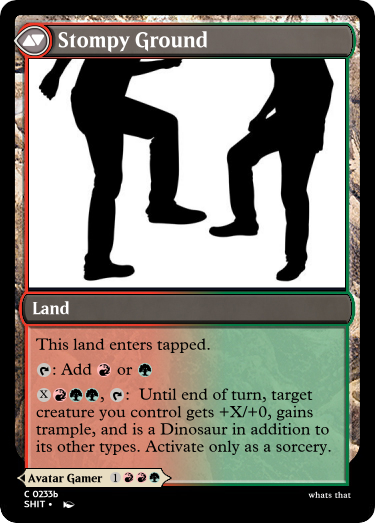 Stompy Ground
Land
This land enters tapped.
: Add or
X , : Until end of turn, target
creature you control gets +X/+0, gains
trample, and is a Dinosaur in addition to
its other types. Activate only as a sorcery.
Avatar Gamer 1
C 0233b
SHIT •
whats that